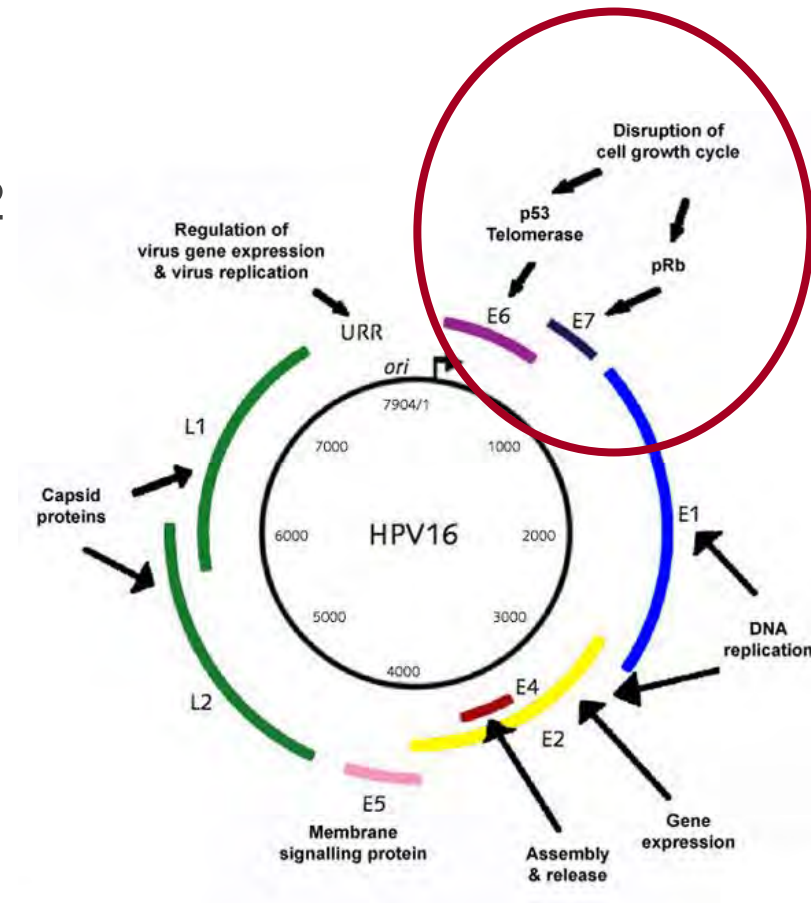 Disruption of
cell growth cycle
p53
Telomerase
pRb
Regulation of
virus gene expression
& virus replication
E6
E7
URR
ori
7904/1
L1
7000
1000
Capsid
proteins
E1
6000
HPV16
2000
5000
3000
DNA
replication
4000
L2
E4
E2
E5
Membrane
signalling protein
Gene
expression
Assembly
& release